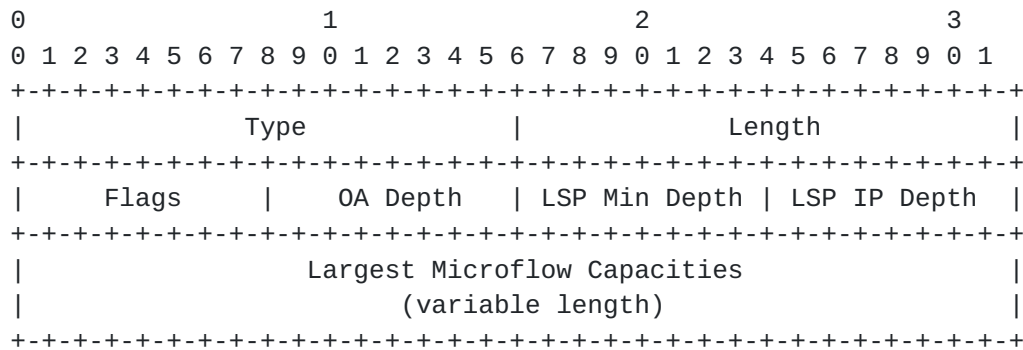 0                   1                   2                   3
0 1 2 3 4 5 6 7 8 9 0 1 2 3 4 5 6 7 8 9 0 1 2 3 4 5 6 7 8 9 0 1
+-+-+-+-+-+-+-+-+-+-+-+-+-+-+-+-+-+-+-+-+-+-+-+-+-+-+-+-+-+-+-+-+
|              Type             |             Length            |
+-+-+-+-+-+-+-+-+-+-+-+-+-+-+-+-+-+-+-+-+-+-+-+-+-+-+-+-+-+-+-+-+
|     Flags     |    OA Depth   | LSP Min Depth | LSP IP Depth  |
+-+-+-+-+-+-+-+-+-+-+-+-+-+-+-+-+-+-+-+-+-+-+-+-+-+-+-+-+-+-+-+-+
|                  Largest Microflow Capacities                 |
|                        (variable length)                      |
+-+-+-+-+-+-+-+-+-+-+-+-+-+-+-+-+-+-+-+-+-+-+-+-+-+-+-+-+-+-+-+-+